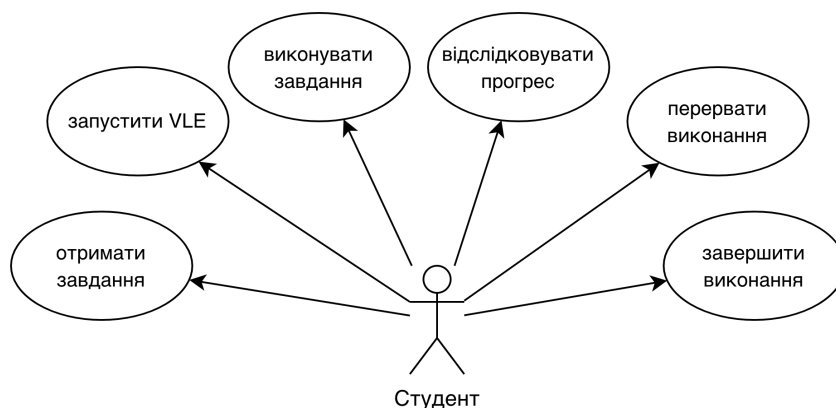 виконувати
завдання
відслідковувати
прогрес
запустити VLE
перервати
виконання
отримати
завдання
завершити
виконання
Студент